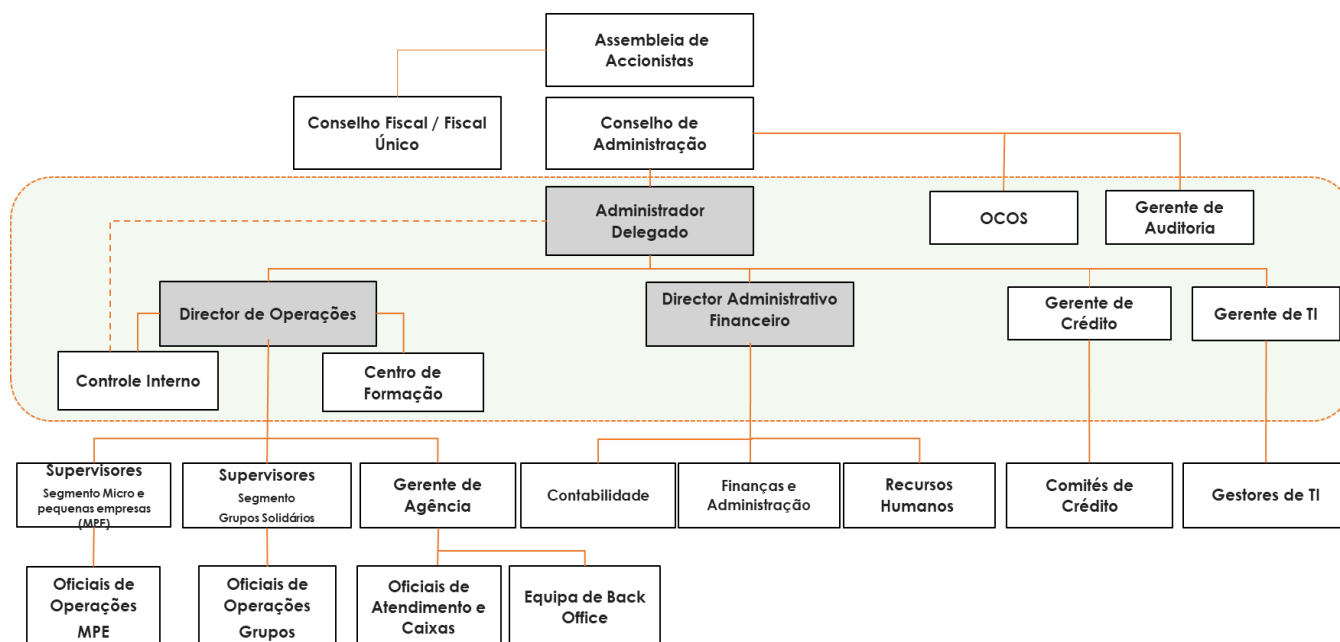 Assembleia de
Accionistas
Conselho Fiscal / Fiscal
Único
Conselho de
Administração
Administrador
Delegado
OCOS
Gerente de
Auditoria
Director de Operações
Director Administrativo
Financeiro
Gerente de
Crédito
Gerente de TI
Controle Interno
Centro de
Formação
Supervisores
Segmento Micro e
pequenas empresas
(MPE)
Supervisores
Segmento
Grupos Solidários
Gerente de
Agência
Contabilidade
Finanças e
Administração
Recursos
Humanos
Comités de
Crédito
Gestores de TI
Oficiais de
Operações
MPE
Oficiais de
Operações
Grupos
Oficiais de
Atendimento e
Caixas
Equipa de Back
Office